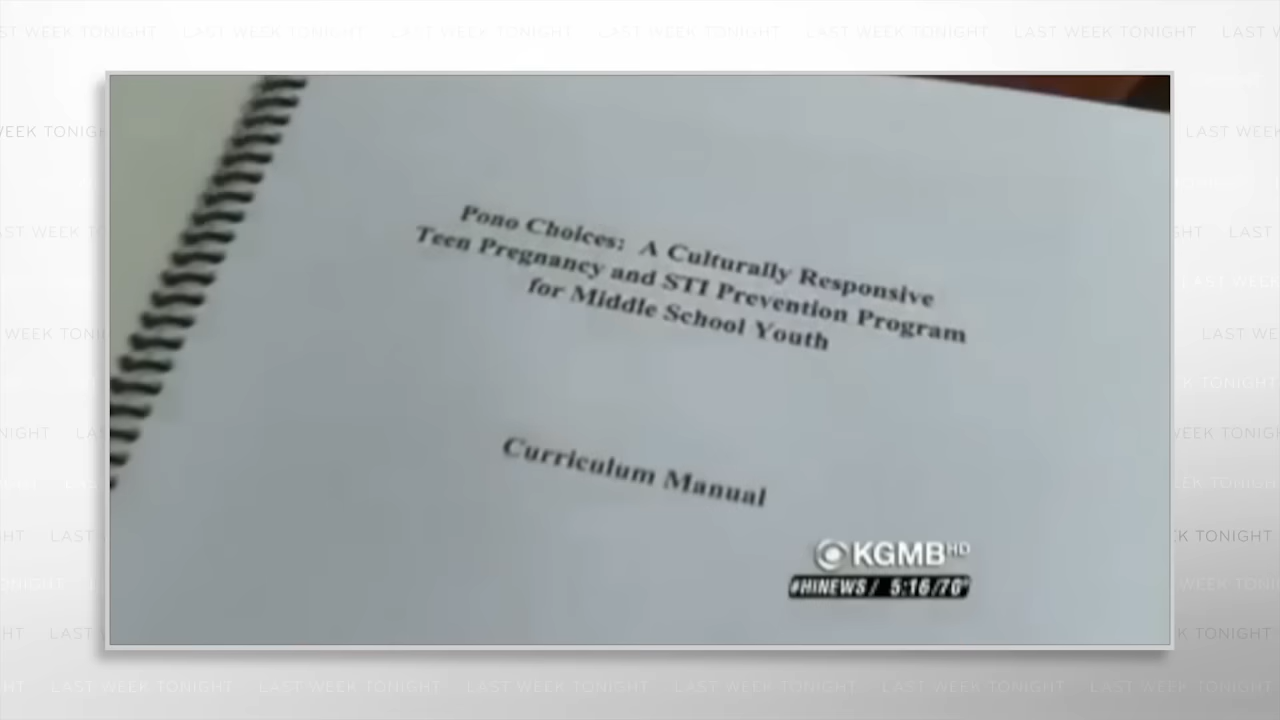 LAST WEEK TONIGHT
Pono Choices: A Culturally Responsive
Teen Pregnancy and STI Prevention Program
for Middle School Youth
Curriculum Manual
KGMB HD
#HINEWS / 5:16/70°